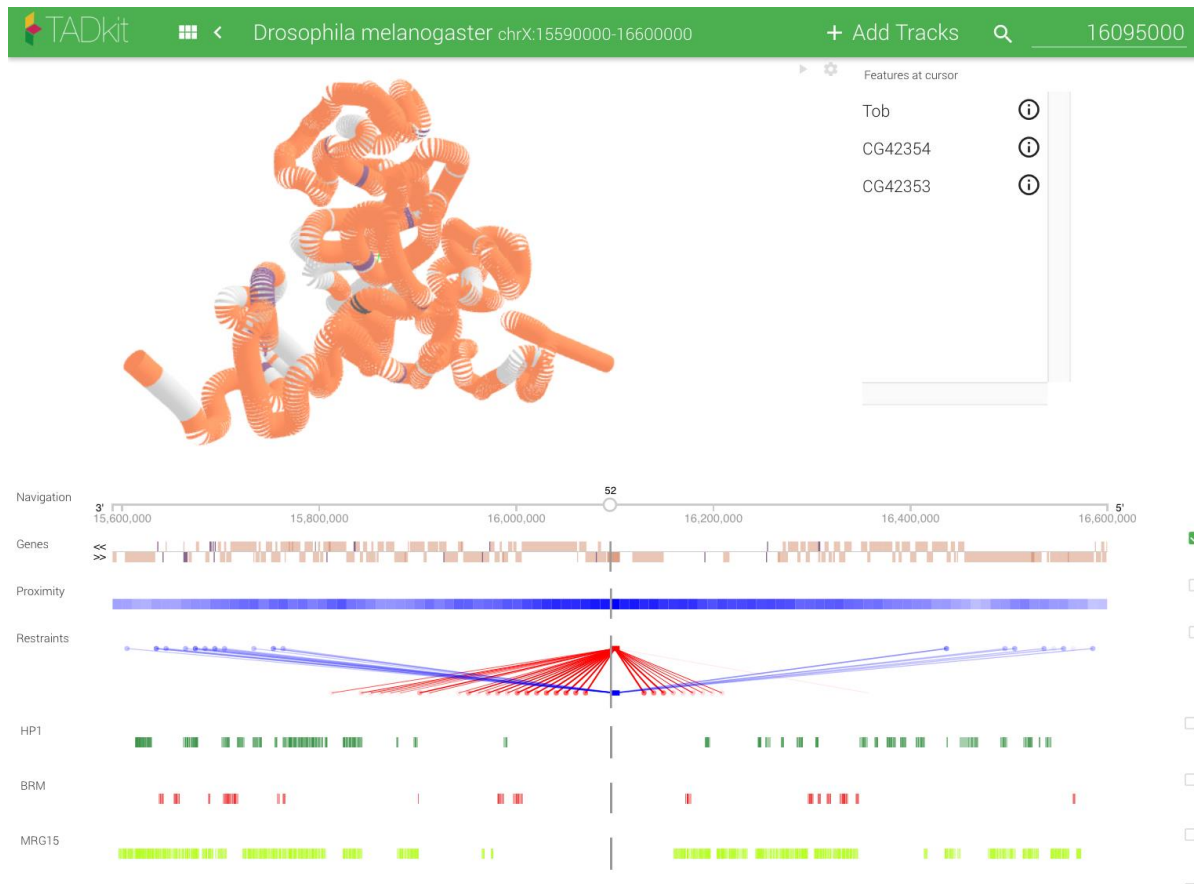 TADkit < Drosophila melanogaster chrX:15590000-16600000 + Add Tracks 16095000
Features at cursor
Tob
CG42354
CG42353
Navigation
52
3' 5'
15,600,000 15,800,000 16,000,000 16,200,000 16,400,000 16,600,000
Genes
<<
>>
Proximity
Restraints
HP1
BRM
MRG15